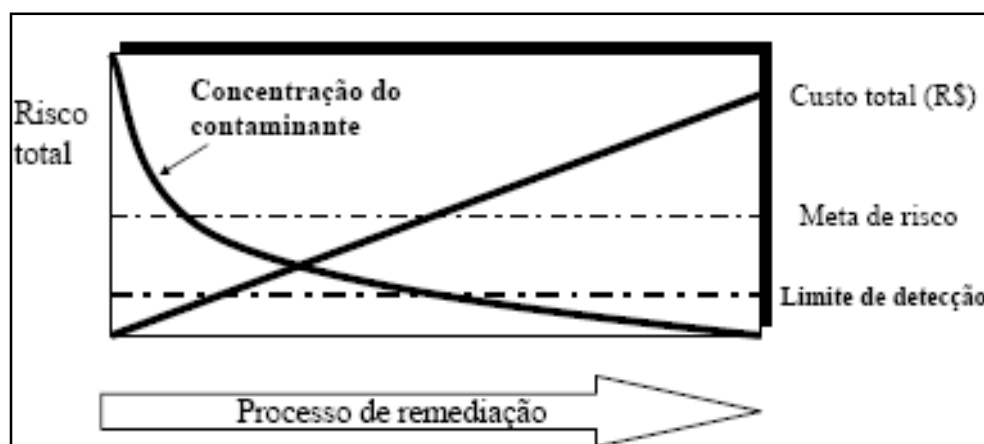 Concentração do
contaminante
Risco
total
Custo total (R$)
Meta de risco
Limite de detecção
Processo de remediação